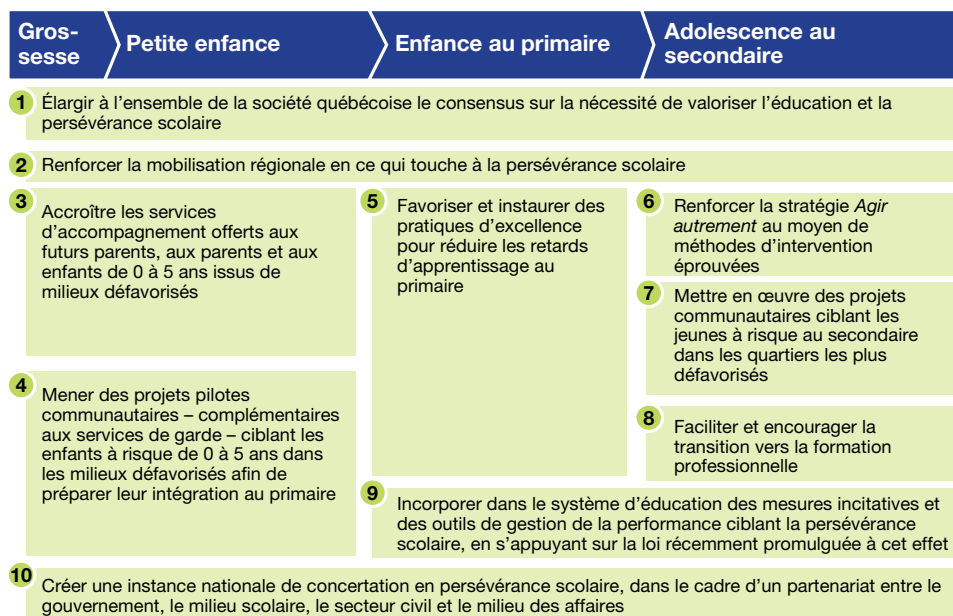 Gros-
sesse
Petite enfance
Enfance au primaire
Adolescence au
secondaire
1 Élargir à l'ensemble de la société québécoise le consensus sur la nécessité de valoriser l'éducation et la
persévérance scolaire
2 Renforcer la mobilisation régionale en ce qui touche à la persévérance scolaire
3 Accroître les services
d'accompagnement offerts aux
futurs parents, aux parents et aux
enfants de 0 à 5 ans issus de
milieux défavorisés
4 Mener des projets pilotes
communautaires – complémentaires
aux services de garde – ciblant les
enfants à risque de 0 à 5 ans dans
les milieux défavorisés afin de
préparer leur intégration au primaire
5 Favoriser et instaurer des
pratiques d'excellence
pour réduire les retards
d'apprentissage au
primaire
6 Renforcer la stratégie Agir
autrement au moyen de
méthodes d'intervention
éprouvées
7 Mettre en œuvre des projets
communautaires ciblant les
jeunes à risque au secondaire
dans les quartiers les plus
défavorisés
8 Faciliter et encourager la
transition vers la formation
professionnelle
9 Incorporer dans le système d'éducation des mesures incitatives et
des outils de gestion de la performance ciblant la persévérance
scolaire, en s'appuyant sur la loi récemment promulguée à cet effet
10 Créer une instance nationale de concertation en persévérance scolaire, dans le cadre d'un partenariat entre le
gouvernement, le milieu scolaire, le secteur civil et le milieu des affaires